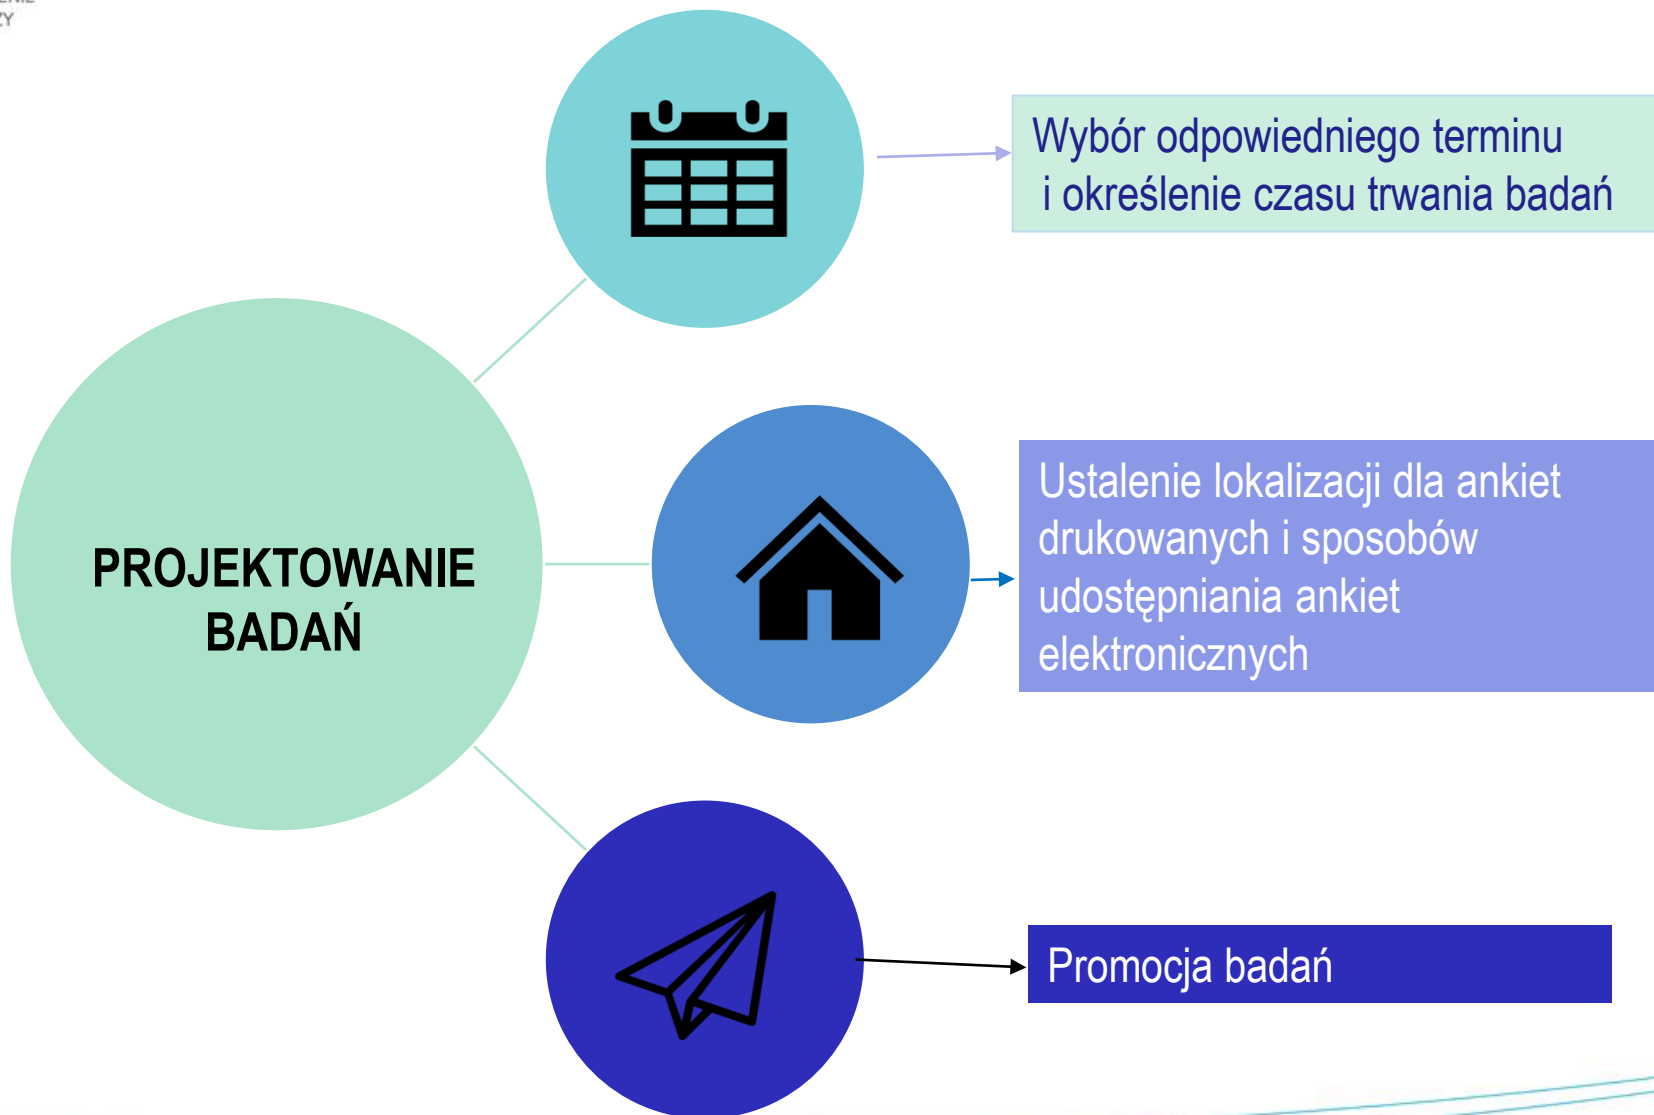 ZY
Wybór odpowiedniego terminu
i określenie czasu trwania badań
PROJEKTOWANIE
BADAŃ
Ustalenie lokalizacji dla ankiet
drukowanych i sposobów
udostępniania ankiet
elektronicznych
Promocja badań